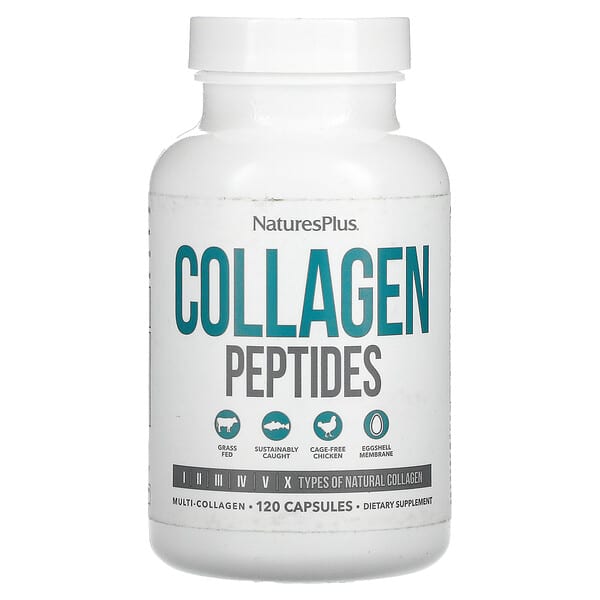 NaturesPlus.
COLLAGEN
PEPTIDES
GRASS FED
SUSTAINABLY CAUGHT
CAGE-FREE CHICKEN
EGGSHELL MEMBRANE
I II III IV V X TYPES OF NATURAL COLLAGEN
MULTI-COLLAGEN • 120 CAPSULES • DIETARY SUPPLEMENT